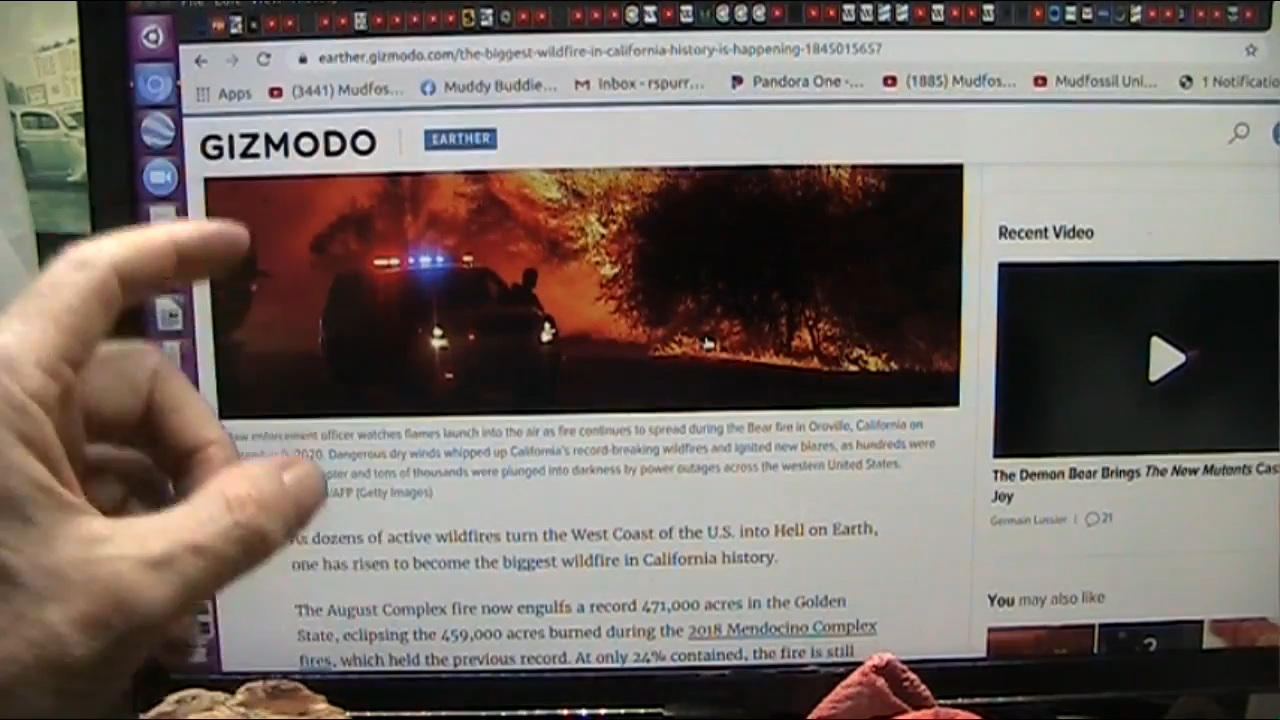 earther.gizmodo.com/the-biggest-wildfire-in-california-history-is-happening-1845015657
Apps (3441) Mudfos... Muddy Buddie... Inbox - rspurr... Pandora One -... (1885) Mudfos... Mudfossil Uni... 1 Notificatio
GIZMODO EARTHER
Recent Video
law enforcement officer watches flames launch into the air as fire continues to spread during the Bear fire in Oroville, California on
2020. Dangerous dry winds whipped up California's record-breaking wildfires and ignited new blazes, as hundreds were
and tens of thousands were plunged into darkness by power outages across the western United States.
/AFP (Getty Images)
The Demon Bear Brings The New Mutants Cas
Joy
Germain Lussier | 21
As dozens of active wildfires turn the West Coast of the U.S. into Hell on Earth,
one has risen to become the biggest wildfire in California history.
You may also like
The August Complex fire now engulfs a record 471,000 acres in the Golden
State, eclipsing the 459,000 acres burned during the 2018 Mendocino Complex
fires, which held the previous record. At only 24% contained, the fire is still
?